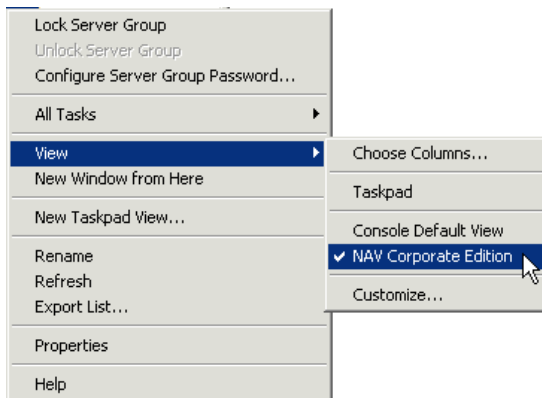 Lock Server Group
Unlock Server Group
Configure Server Group Password...
All Tasks
View
New Window from Here
New Taskpad View...
Rename
Refresh
Export List...
Properties
Help
Choose Columns...
Taskpad
Console Default View
NAV Corporate Edition
Customize...